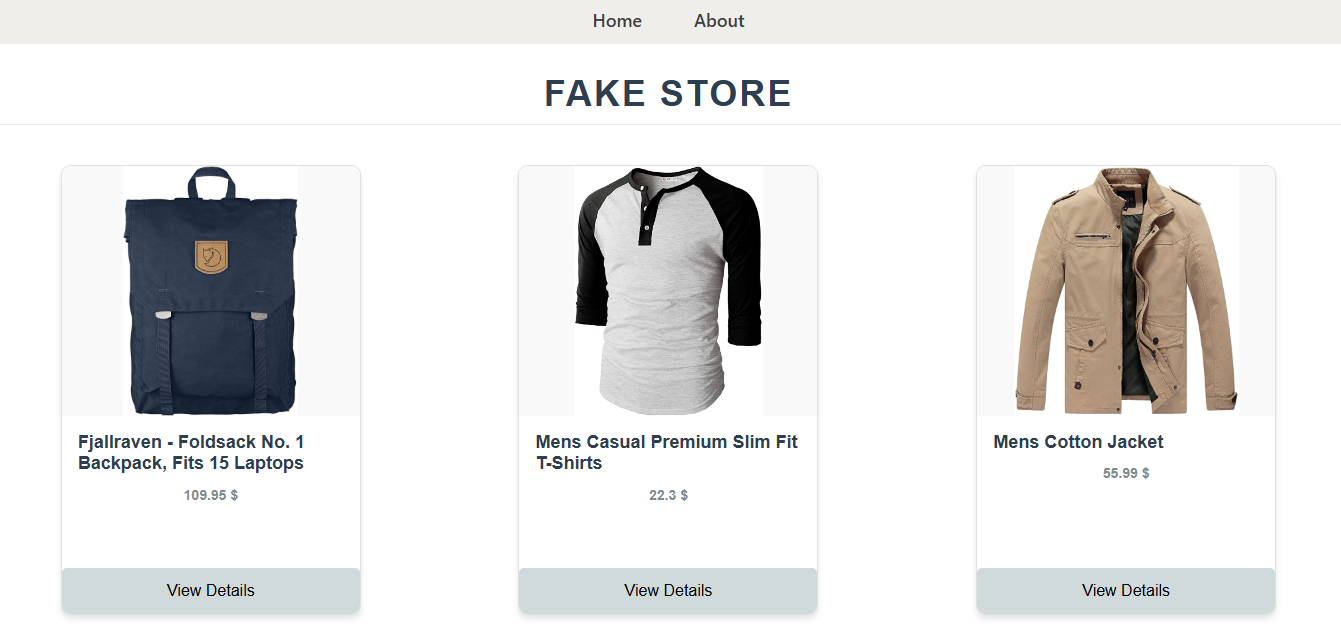 Home About
FAKE STORE
Fjallraven - Foldsack No. 1
Backpack, Fits 15 Laptops
109.95 $
View Details
Mens Casual Premium Slim Fit
T-Shirts
22.3 $
View Details
Mens Cotton Jacket
55.99 $
View Details